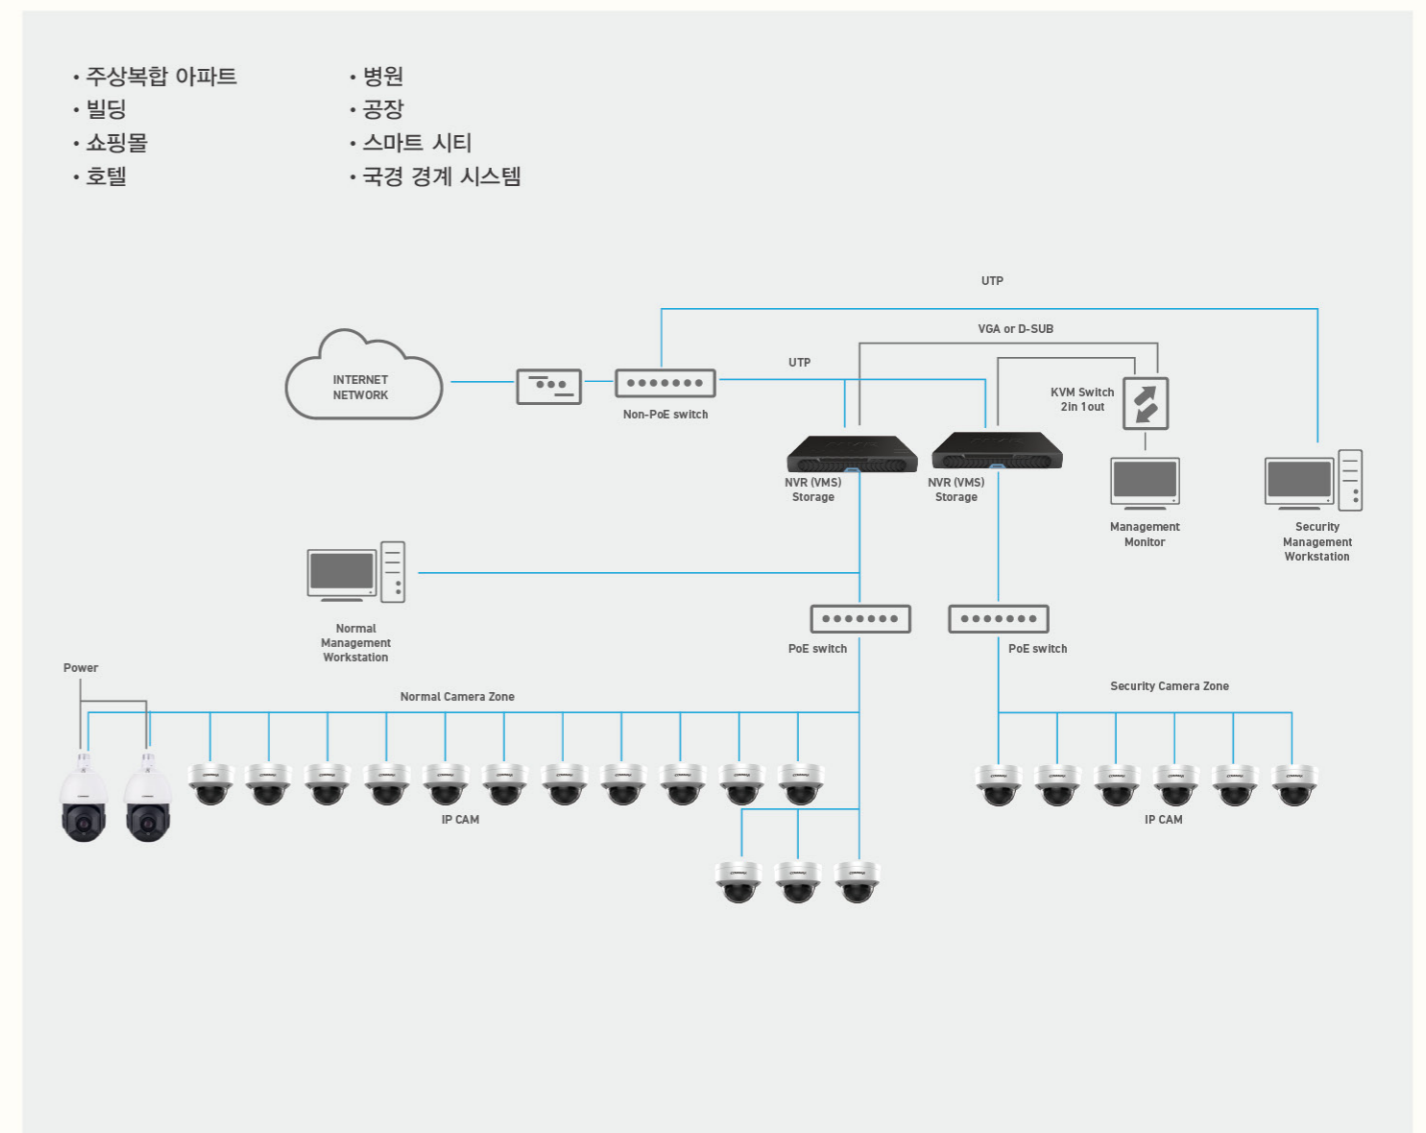 • 주상복합 아파트
• 빌딩
• 쇼핑몰
• 호텔
• 병원
• 공장
• 스마트 시티
• 국경 경계 시스템
UTP
VGA or D-SUB
UTP
INTERNET
NETWORK
Non-PoE switch
KVM Switch
2in 1out
NVR (VMS)
Storage
NVR (VMS)
Storage
Management
Monitor
Security
Management
Workstation
Normal
Management
Workstation
PoE switch
PoE switch
Power
Normal Camera Zone
Security Camera Zone
IP CAM
IP CAM